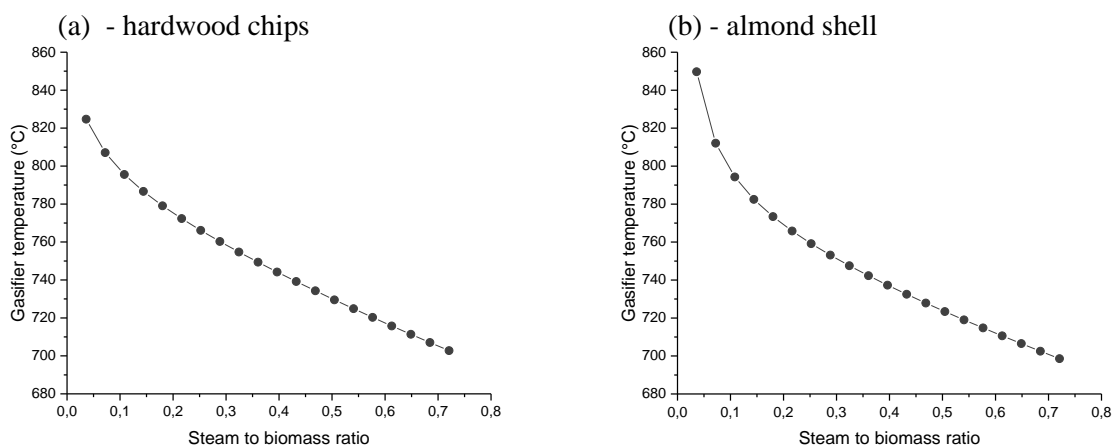 (a) - hardwood chips
860
840
820
800
780
760
740
720
700
680
Gasifier temperature (°C)
0,0 0,1 0,2 0,3 0,4 0,5 0,6 0,7 0,8
Steam to biomass ratio
(b) - almond shell
860
840
820
800
780
760
740
720
700
680
Gasifier temperature (°C)
0,0 0,1 0,2 0,3 0,4 0,5 0,6 0,7 0,8
Steam to biomass ratio